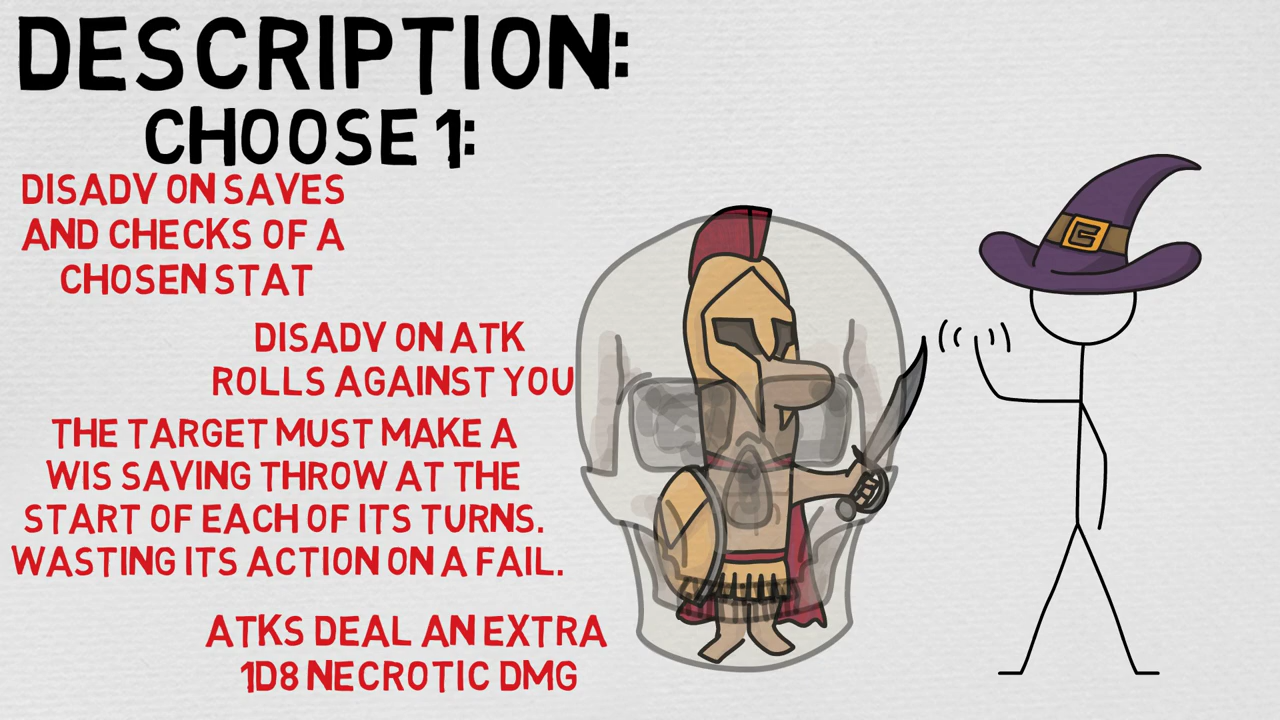 DESCRIPTION:
CHOOSE 1:
DISADV ON SAVES
AND CHECKS OF A
CHOSEN STAT
DISADV ON ATK
ROLLS AGAINST YOU
THE TARGET MUST MAKE A
WIS SAVING THROW AT THE
START OF EACH OF ITS TURNS.
WASTING ITS ACTION ON A FAIL.
ATKS DEAL AN EXTRA
1D8 NECROTIC DMG